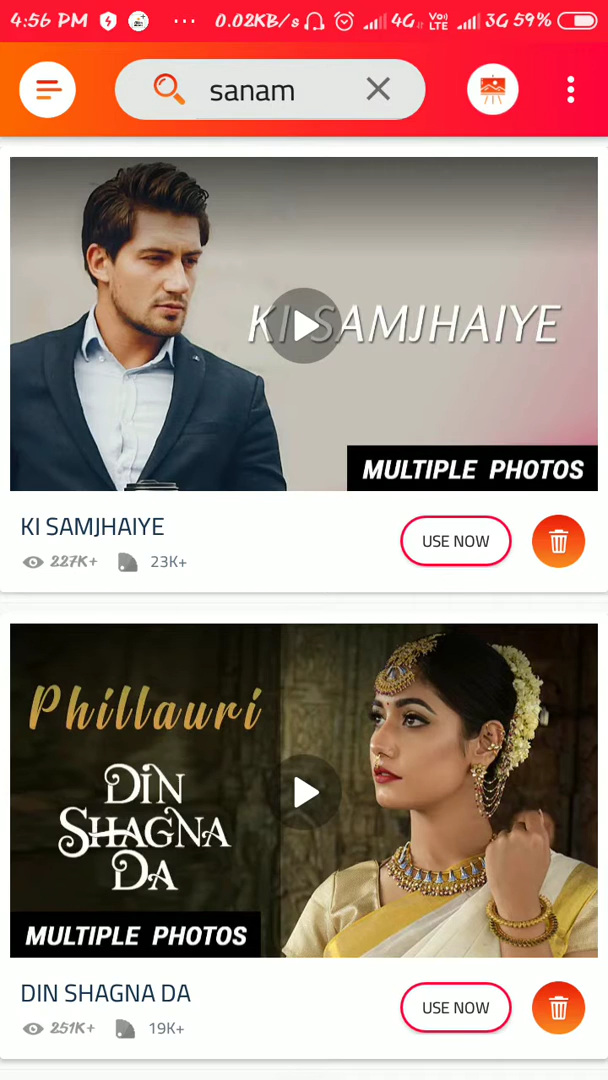 4:56 PM ... 0.02KB/s 4G VoLTE 3G 59%
sanam
KI SAMJHAIYE
MULTIPLE PHOTOS
KI SAMJHAIYE
USE NOW
227K+ 23K+
Phillauri
DIN
SHAGNA
DA
MULTIPLE PHOTOS
DIN SHAGNA DA
USE NOW
251K+ 19K+